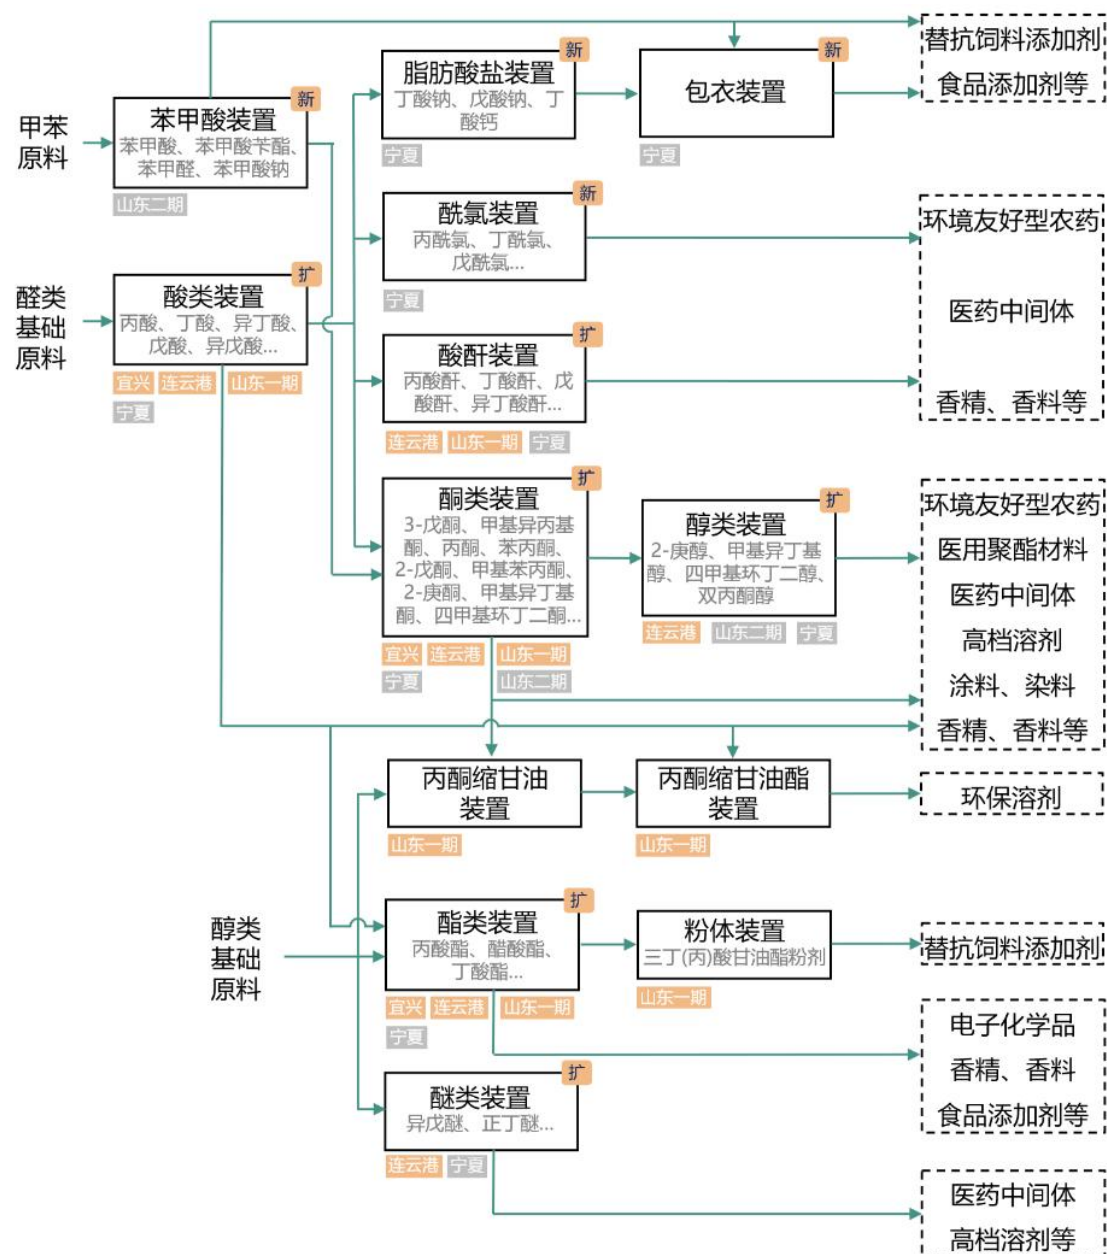 替抗饲料添加剂
食品添加剂等
新
脂肪酸盐装置
丁酸钠、戊酸钠、丁
酸钙
宁夏
新
包衣装置
宁夏
甲苯
原料
新
苯甲酸装置
苯甲酸、苯甲酸苄酯、
苯甲醛、苯甲酸钠
山东二期
新
酰氯装置
丙酰氯、丁酰氯、
戊酰氯...
宁夏
环境友好型农药
医药中间体
香精、香料等
醛类
基础
原料
扩
酸类装置
丙酸、丁酸、异丁酸、
戊酸、异戊酸...
宜兴 连云港 山东一期
宁夏
扩
酸酐装置
丙酸酐、丁酸酐、戊
酸酐、异丁酸酐...
连云港 山东一期 宁夏
扩
酮类装置
3-戊酮、甲基异丙基
酮、丙酮、苯丙酮、
2-戊酮、甲基苯丙酮、
2-庚酮、甲基异丁基
酮、四甲基环丁二酮...
宜兴 连云港 山东一期
宁夏 山东二期
扩
醇类装置
2-庚醇、甲基异丁基
醇、四甲基环丁二醇、
双丙酮醇
连云港 山东二期 宁夏
环境友好型农药
医用聚酯材料
医药中间体
高档溶剂
涂料、染料
香精、香料等
丙酮缩甘油
装置
山东一期
丙酮缩甘油酯
装置
山东一期
环保溶剂
醇类
基础
原料
扩
酯类装置
丙酸酯、醋酸酯、
丁酸酯...
宜兴 连云港 山东一期
宁夏
粉体装置
三丁(丙)酸甘油酯粉剂
山东一期
替抗饲料添加剂
电子化学品
香精、香料
食品添加剂等
扩
醚类装置
异戊醚、正丁醚...
连云港 宁夏
医药中间体
高档溶剂等